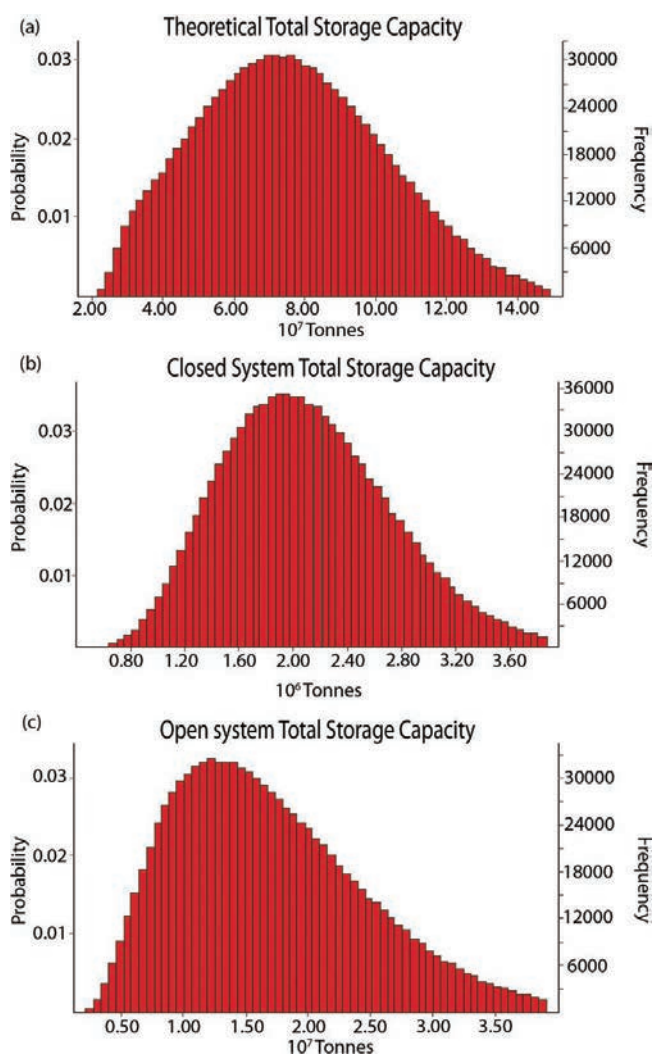 (a)
Theoretical Total Storage Capacity
Probability
0.03
0.02
0.01
Frequency
30000
24000
18000
12000
6000
2.00 4.00 6.00 8.00 10.00 12.00 14.00
10⁷ Tonnes
(b)
Closed System Total Storage Capacity
Probability
0.03
0.02
0.01
Frequency
36000
30000
24000
18000
12000
6000
0.80 1.20 1.60 2.00 2.40 2.80 3.20 3.60
10⁶ Tonnes
(c)
Open system Total Storage Capacity
Probability
0.03
0.02
0.01
Frequency
30000
24000
18000
12000
6000
0.50 1.00 1.50 2.00 2.50 3.00 3.50
10⁷ Tonnes